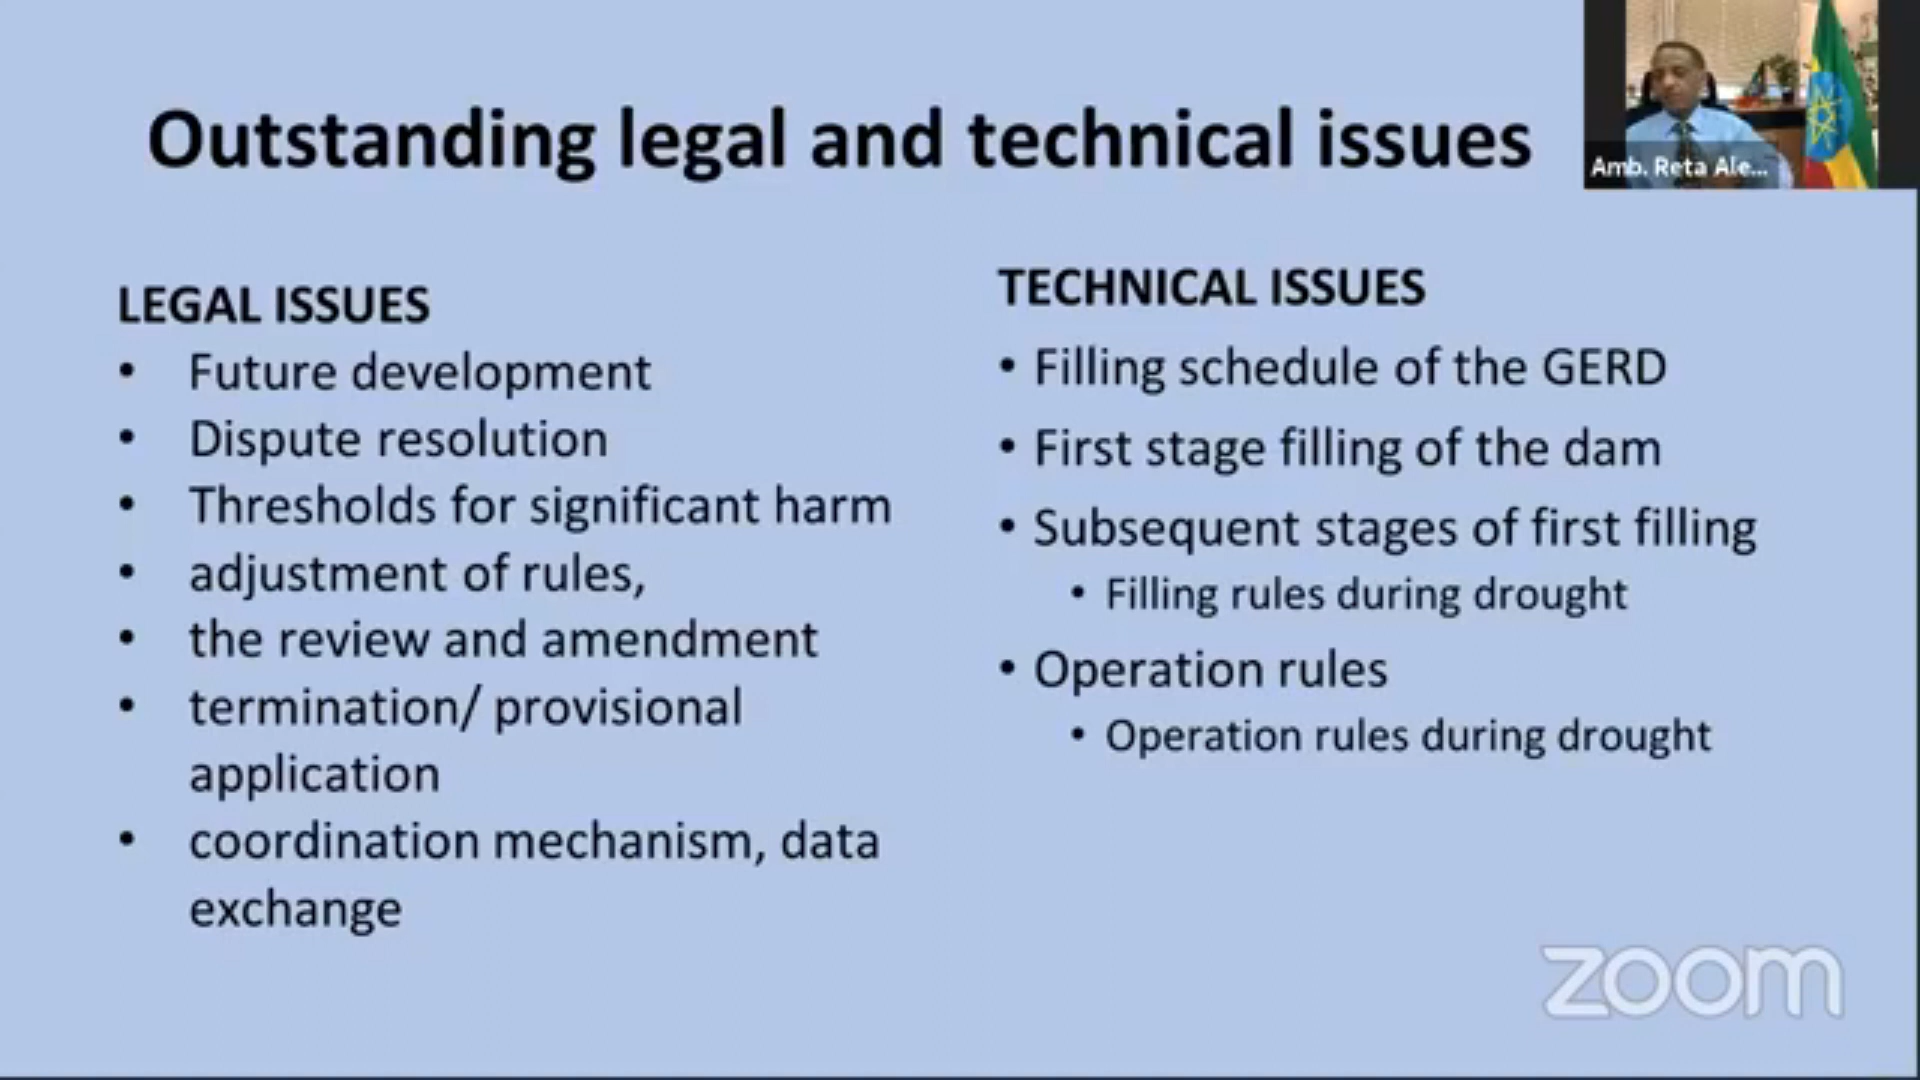 Outstanding legal and technical issues
Amb. Reta Ale...
LEGAL ISSUES
• Future development
• Dispute resolution
• Thresholds for significant harm
• adjustment of rules,
• the review and amendment
• termination/ provisional
application
• coordination mechanism, data
exchange
TECHNICAL ISSUES
• Filling schedule of the GERD
• First stage filling of the dam
• Subsequent stages of first filling
• Filling rules during drought
• Operation rules
• Operation rules during drought
zoom